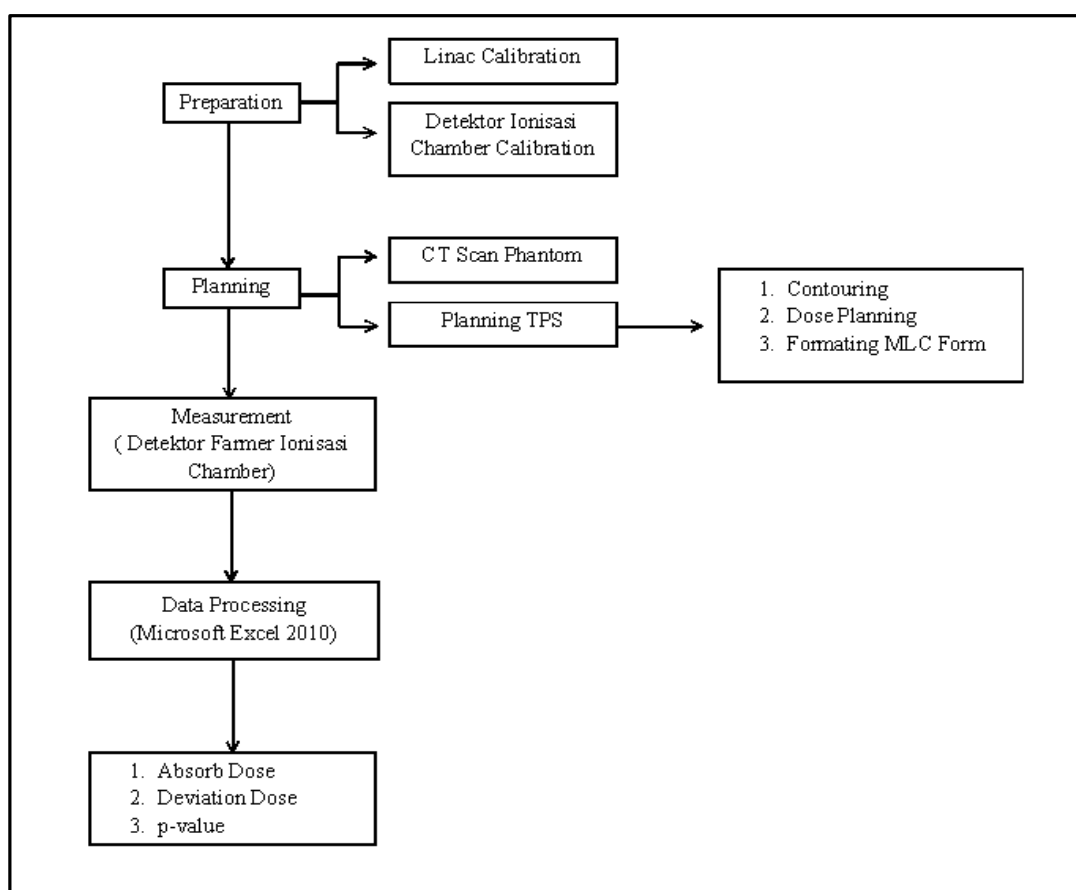 Linac Calibration
Preparation
Detektor Ionisasi
Chamber Calibration
CT Scan Phantom
Planning
Planning TPS
1. Contouring
2. Dose Planning
3. Formating MLC Form
Measurement
( Detektor Farmer Ionisasi
Chamber)
Data Processing
(Microsoft Excel 2010)
1. Absorb Dose
2. Deviation Dose
3. p-value